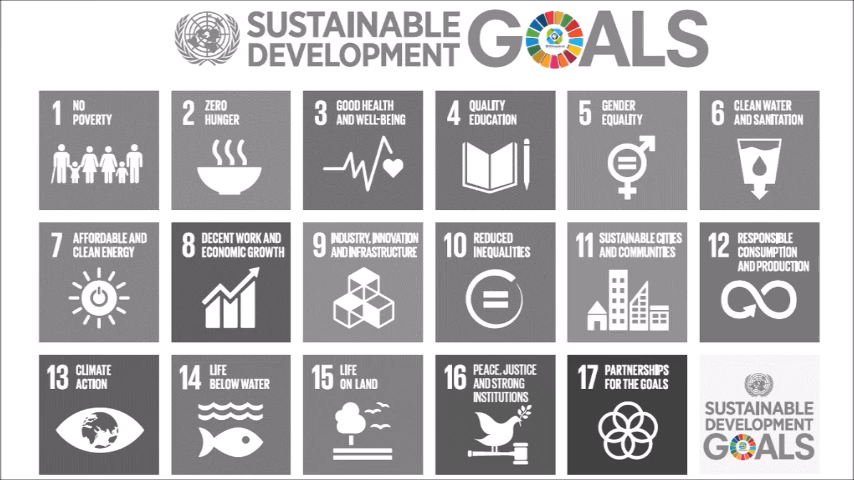 SUSTAINABLE
DEVELOPMENT
GOALS
1 NO
POVERTY
2 ZERO
HUNGER
3 GOOD HEALTH
AND WELL-BEING
4 QUALITY
EDUCATION
5 GENDER
EQUALITY
6 CLEAN WATER
AND SANITATION
7 AFFORDABLE AND
CLEAN ENERGY
8 DECENT WORK AND
ECONOMIC GROWTH
9 INDUSTRY, INNOVATION
AND INFRASTRUCTURE
10 REDUCED
INEQUALITIES
11 SUSTAINABLE CITIES
AND COMMUNITIES
12 RESPONSIBLE
CONSUMPTION
AND PRODUCTION
13 CLIMATE
ACTION
14 LIFE
BELOW WATER
15 LIFE
ON LAND
16 PEACE, JUSTICE
AND STRONG
INSTITUTIONS
17 PARTNERSHIPS
FOR THE GOALS
SUSTAINABLE
DEVELOPMENT
GOALS